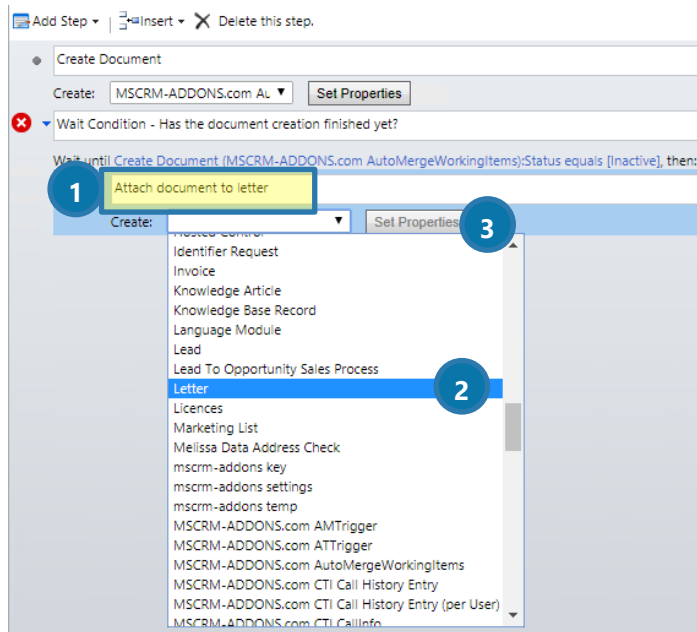 Add Step Insert Delete this step.
Create Document
Create: MSCRM-ADDONS.com Au Set Properties
Wait Condition - Has the document creation finished yet?
Wait until Create Document (MSCRM-ADDONS.com AutoMergeWorkingItems):Status equals [Inactive], then:
1 Attach document to letter
Create: Set Properties 3
Hosted Control
Identifier Request
Invoice
Knowledge Article
Knowledge Base Record
Language Module
Lead
Lead To Opportunity Sales Process
Letter 2
Licences
Marketing List
Melissa Data Address Check
mscrm-addons key
mscrm-addons settings
mscrm-addons temp
MSCRM-ADDONS.com AMTrigger
MSCRM-ADDONS.com ATTrigger
MSCRM-ADDONS.com AutoMergeWorkingItems
MSCRM-ADDONS.com CTI Call History Entry
MSCRM-ADDONS.com CTI Call History Entry (per User)
MSCRM-ADDONS.com CTI CallInfo